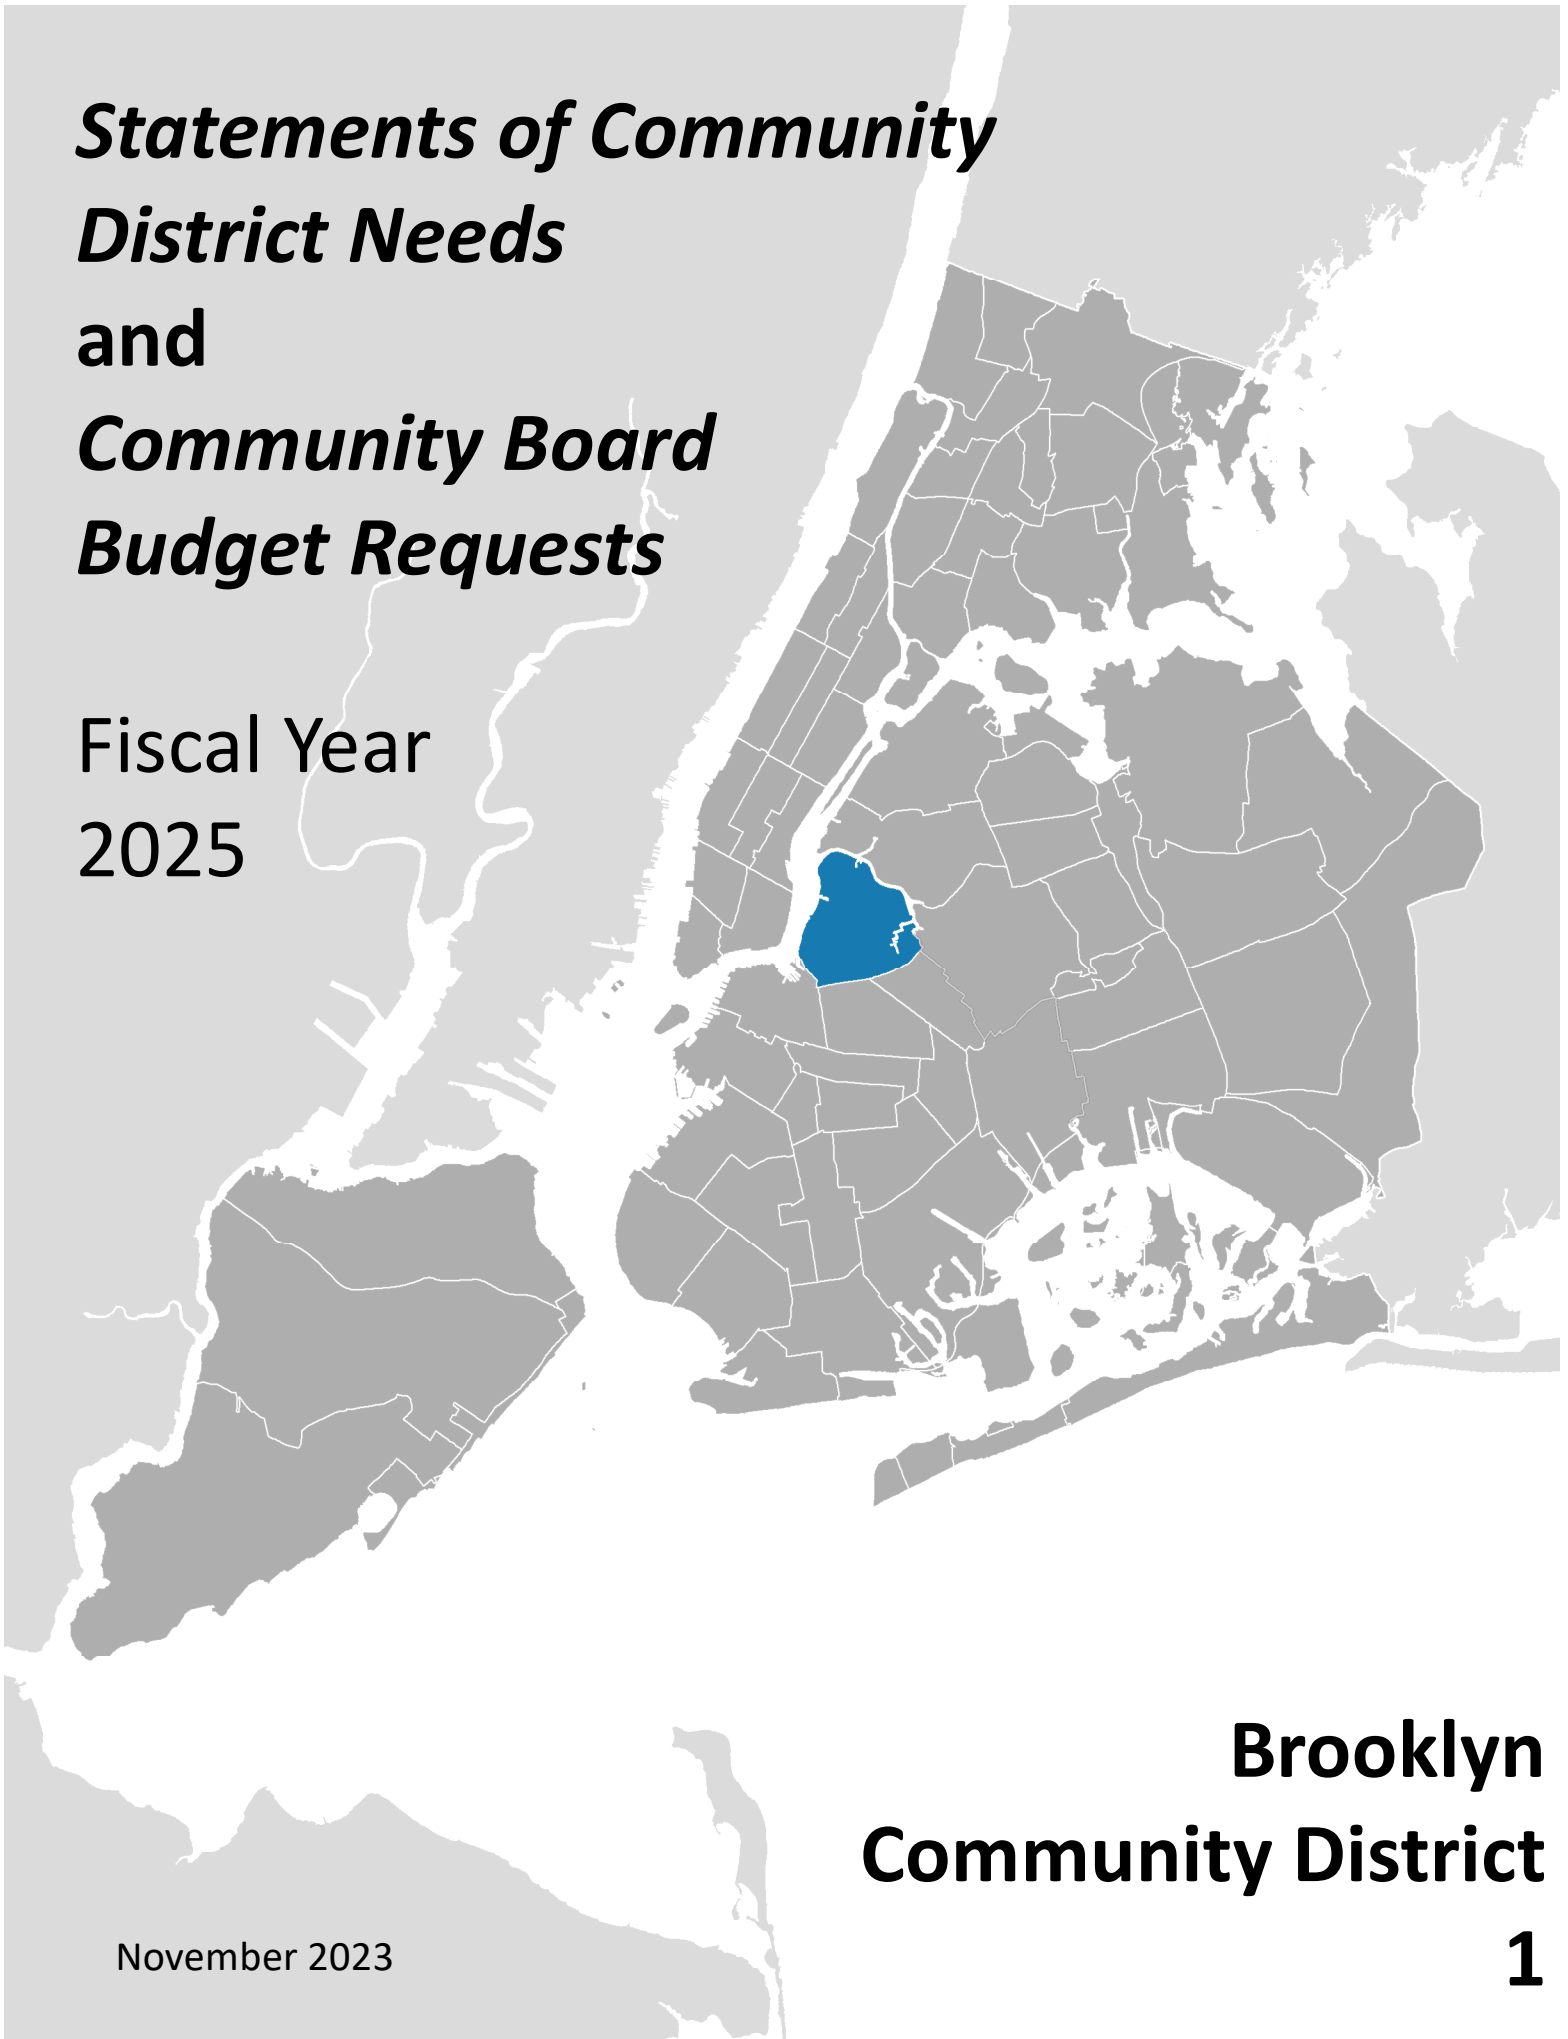 Statements of Community
District Needs
and
Community Board
Budget Requests
Fiscal Year
2025
Brooklyn
Community District
1
November 2023